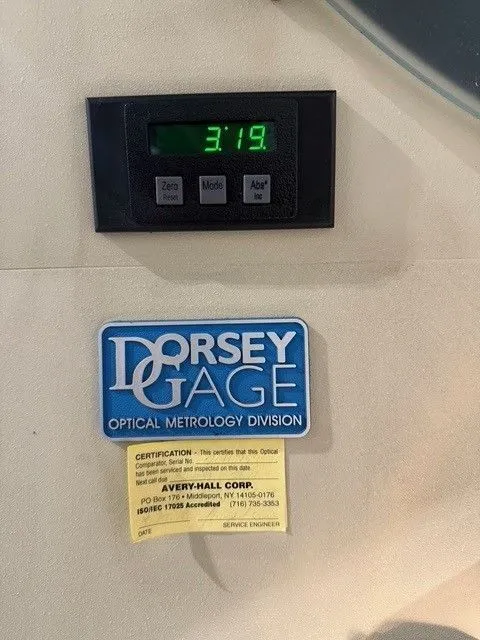 3°19.
Zero Mode Abs*
Reset Inc
DORSEY
GAGE
OPTICAL METROLOGY DIVISION
CERTIFICATION - This certifies that this Optical
Comparator, Serial No.
has been serviced and inspected on this date.
Next call due
AVERY-HALL CORP.
PO Box 176 • Middleport, NY 14105-0176
ISO/IEC 17025 Accredited (716) 735-3353
DATE SERVICE ENGINEER